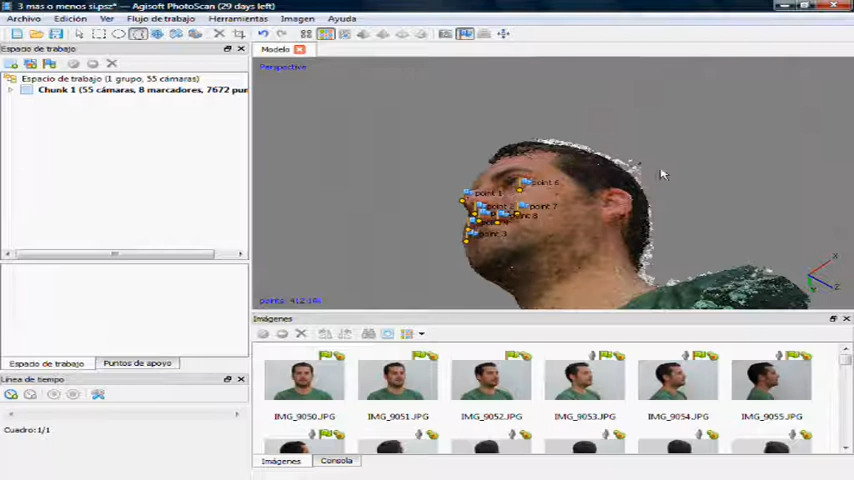 3 mas o menos si.psz* — Agisoft PhotoScan (29 days left)
Archivo Edición Ver Flujo de trabajo Herramientas Imagen Ayuda
Espacio de trabajo
Modelo
Perspective
Espacio de trabajo (1 grupo, 55 cámaras)
Chunk 1 (55 cámaras, 8 marcadores, 7672 pur
point 1
point 6
point 2
point 7
point 3
X
Z
Imágenes
Espacio de trabajo Puntos de apoyo
Línea de tiempo
IMG_9050.JPG IMG_9051.JPG IMG_9052.JPG IMG_9053.JPG IMG_9054.JPG IMG_9055.JPG
Cuadro:1/1
Imágenes Consola